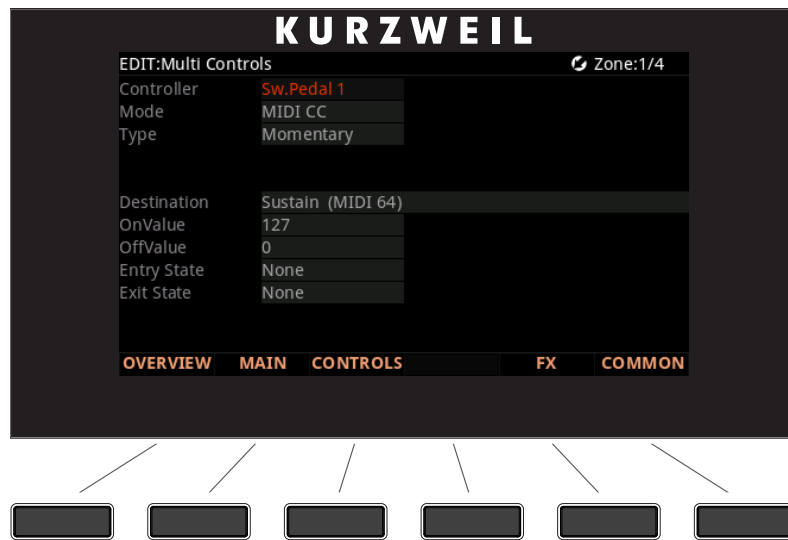 KURZWEIL
EDIT:Multi Controls Zone:1/4
Controller Sw.Pedal 1
Mode MIDI CC
Type Momentary
Destination Sustain (MIDI 64)
OnValue 127
OffValue 0
Entry State None
Exit State None
OVERVIEW MAIN CONTROLS FX COMMON